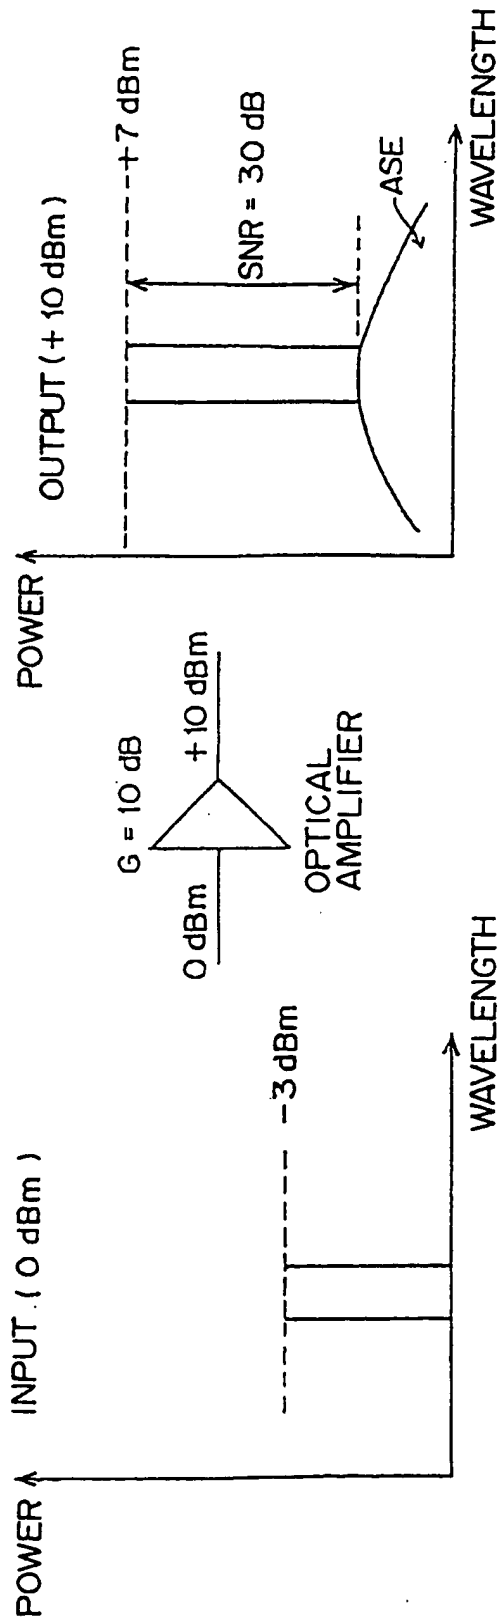 POWER
INPUT . ( 0 dBm )
- 3 dBm
WAVELENGTH
G = 10 dB
0 dBm
+ 10 dBm
OPTICAL
AMPLIFIER
POWER
OUTPUT ( + 10 dBm )
+ 7 dBm
SNR = 30 dB
ASE
WAVELENGTH